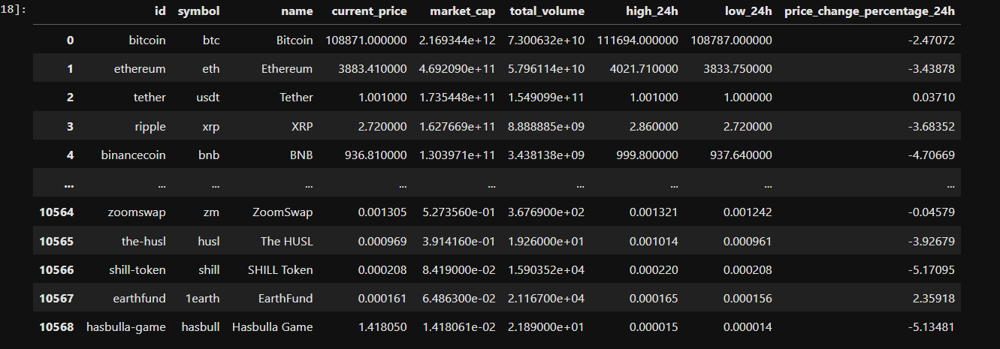 18]: id symbol name current_price market_cap total_volume high_24h low_24h price_change_percentage_24h
0 bitcoin btc Bitcoin 108871.000000 2.169344e+12 7.300632e+10 111694.000000 108787.000000 -2.47072
1 ethereum eth Ethereum 3883.410000 4.692090e+11 5.796114e+10 4021.710000 3833.750000 -3.43878
2 tether usdt Tether 1.001000 1.735448e+11 1.549099e+11 1.001000 1.000000 0.03710
3 ripple xrp XRP 2.720000 1.627669e+11 8.888885e+09 2.860000 2.720000 -3.68352
4 binancecoin bnb BNB 936.810000 1.303971e+11 3.438138e+09 999.800000 937.640000 -4.70669
... ... ... ... ... ... ... ... ... ...
10564 zoomswap zm ZoomSwap 0.001305 5.273560e-01 3.676900e+02 0.001321 0.001242 -0.04579
10565 the-husl husl The HUSL 0.000969 3.914160e-01 1.926000e+01 0.001014 0.000961 -3.92679
10566 shill-token shill SHILL Token 0.000208 8.419000e-02 1.590352e+04 0.000220 0.000208 -5.17095
10567 earthfund 1earth EarthFund 0.000161 6.486300e-02 2.116700e+04 0.000165 0.000156 2.35918
10568 hasbulla-game hasbull Hasbulla Game 1.418050 1.418061e-02 2.189000e+01 0.000015 0.000014 -5.13481